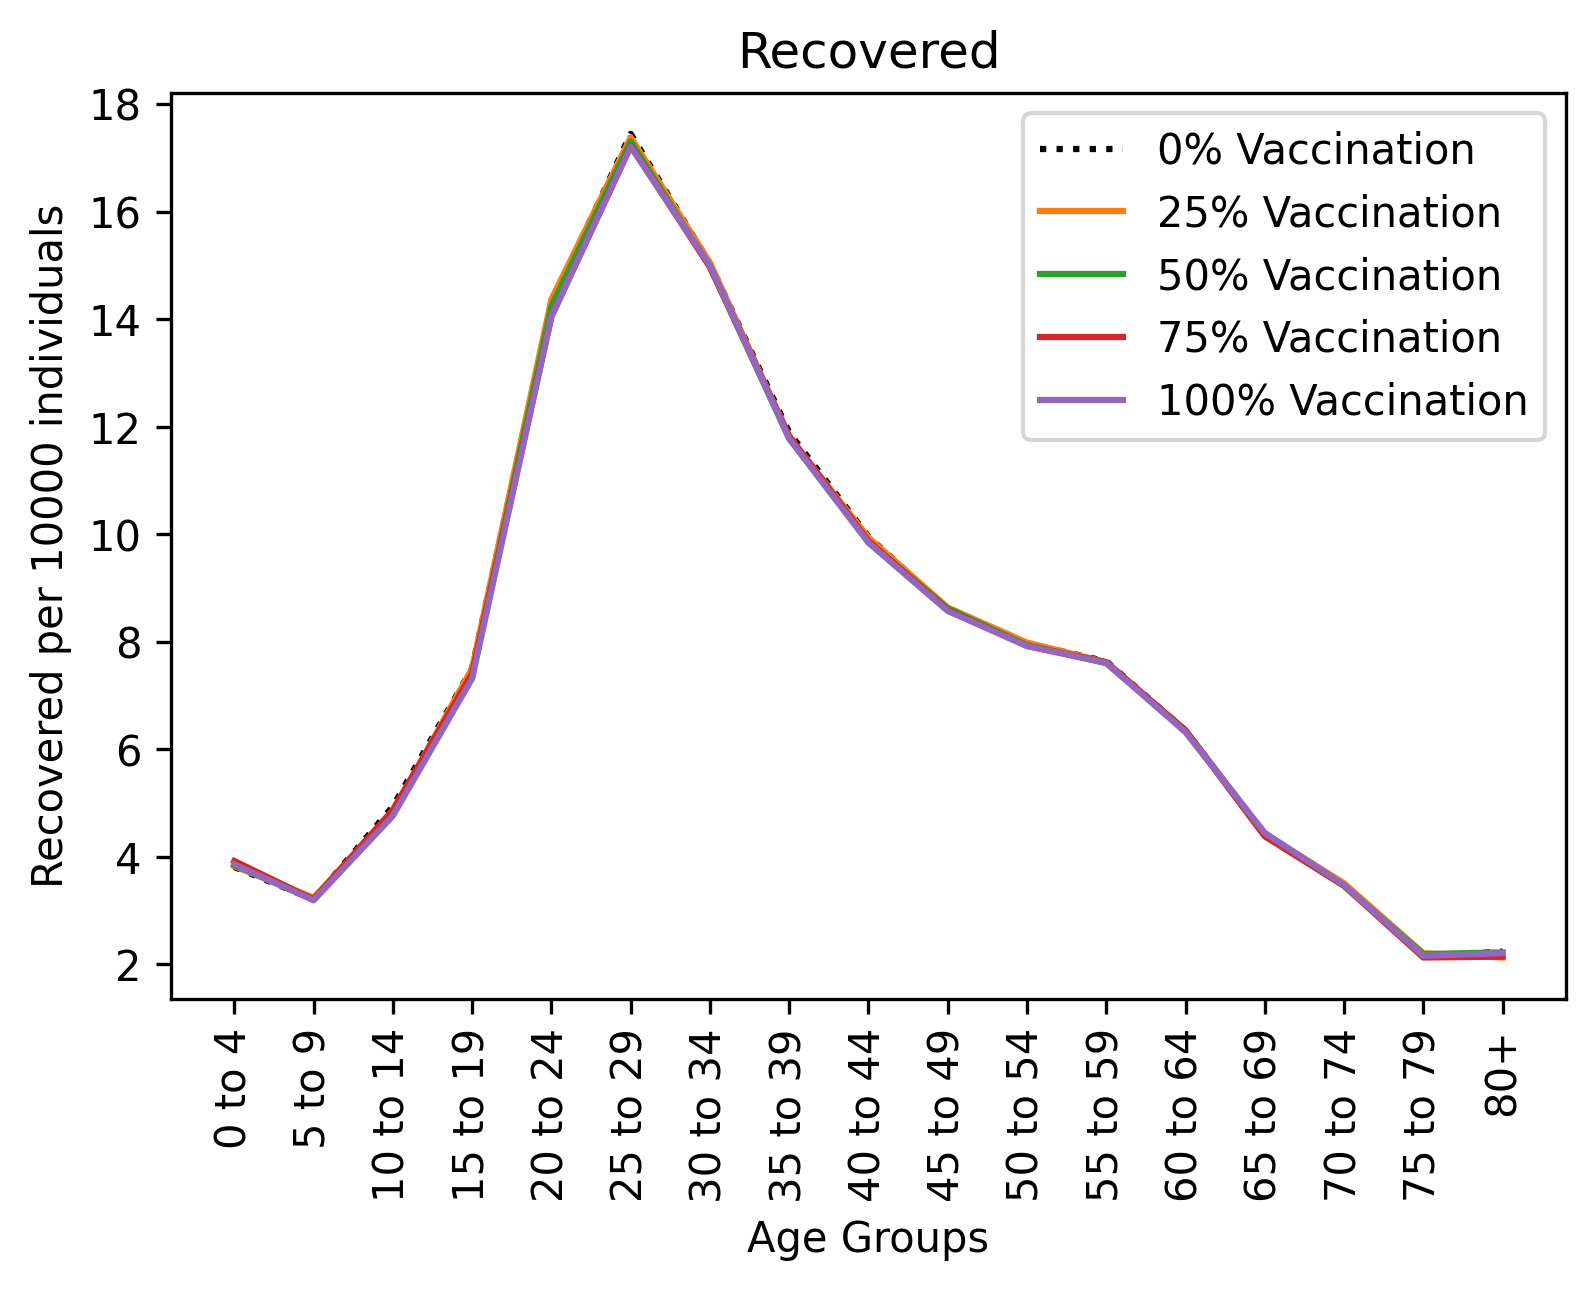 Recovered
Recovered per 10000 individuals
18
16
14
12
10
8
6
4
2
0% Vaccination
25% Vaccination
50% Vaccination
75% Vaccination
100% Vaccination
0 to 4
5 to 9
10 to 14
15 to 19
20 to 24
25 to 29
30 to 34
35 to 39
40 to 44
45 to 49
50 to 54
55 to 59
60 to 64
65 to 69
70 to 74
75 to 79
80+
Age Groups